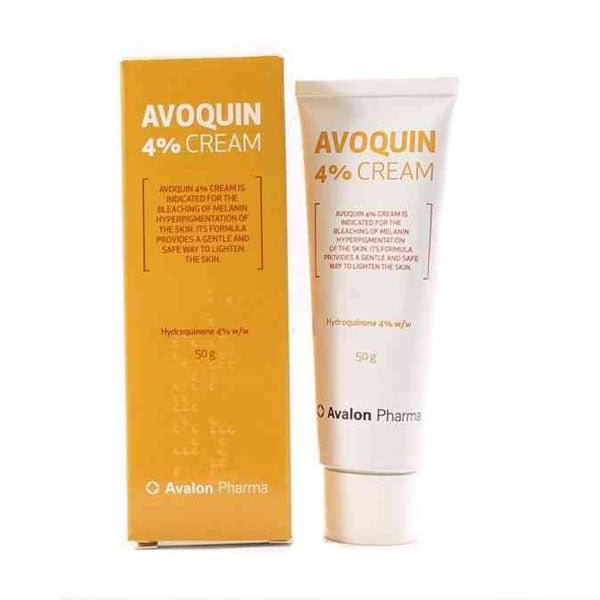 AVOQUIN
4% CREAM
AVOQUIN 4% CREAM IS
INDICATED FOR THE
BLEACHING OF MELANIN
HYPERPIGMENTATION OF
THE SKIN. ITS FORMULA
PROVIDES A GENTLE AND
SAFE WAY TO LIGHTEN
THE SKIN.
Hydroquinone 4% w/w
50 g
Avalon Pharma
AVOQUIN
4% CREAM
AVOQUIN 4% CREAM IS
INDICATED FOR THE
BLEACHING OF MELANIN
HYPERPIGMENTATION
OF THE SKIN. ITS FORMULA
PROVIDES A GENTLE AND SAFE
WAY TO LIGHTEN THE SKIN.
Hydroquinone 4% w/w
50 g
Avalon Pharma